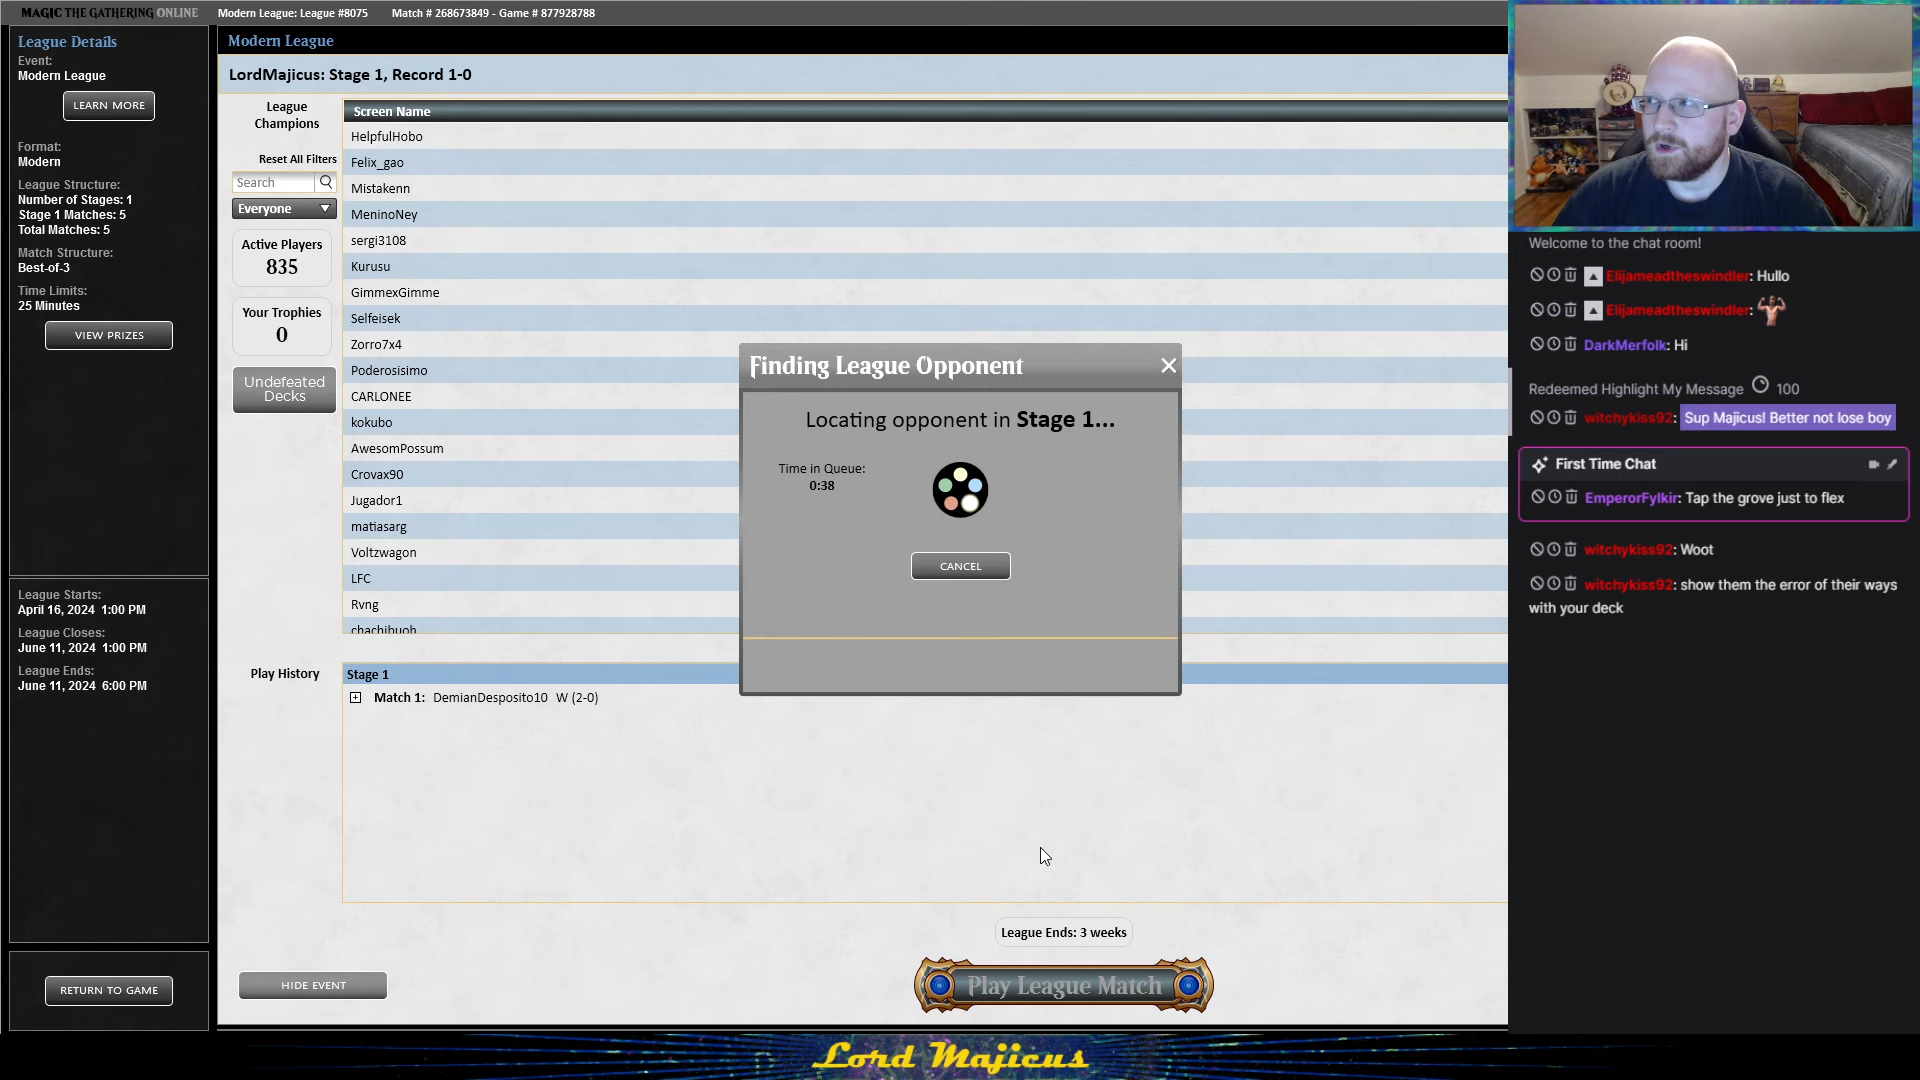 MAGIC THE GATHERING ONLINE
Modern League: League #8075
Match # 268673849 - Game # 877928788
League Details
Event:
Modern League
LEARN MORE
Format:
Modern
League Structure:
Number of Stages: 1
Stage 1 Matches: 5
Total Matches: 5
Match Structure:
Best-of-3
Time Limits:
25 Minutes
VIEW PRIZES
League Starts:
April 16, 2024 1:00 PM
League Closes:
June 11, 2024 1:00 PM
League Ends:
June 11, 2024 6:00 PM
RETURN TO GAME
Modern League
LordMajicus: Stage 1, Record 1-0
League
Champions
Reset All Filters
Search
Everyone
Active Players
835
Your Trophies
0
Undefeated
Decks
Screen Name
HelpfulHobo
Felix_gao
Mistakenn
MeninoNey
sergi3108
Kurusu
GimmexGimme
Selfeisek
Zorro7x4
Poderosisimo
CARLONEE
kokubo
AwesomPossum
Crovax90
Jugador1
matiasarg
Voltzwagon
LFC
Rvng
chachibuoh
Finding League Opponent
Locating opponent in Stage 1...
Time in Queue:
0:38
CANCEL
Play History
Stage 1
Match 1: DemianDesposito10 W (2-0)
League Ends: 3 weeks
HIDE EVENT
Play League Match
Welcome to the chat room!
Elijameadtheswindler: Hullo
Elijameadtheswindler:
DarkMerfolk: Hi
Redeemed Highlight My Message 100
witchykiss92: Sup Majicus! Better not lose boy
First Time Chat
EmperorFylkir: Tap the grove just to flex
witchykiss92: Woot
witchykiss92: show them the error of their ways
with your deck
Lord Majicus